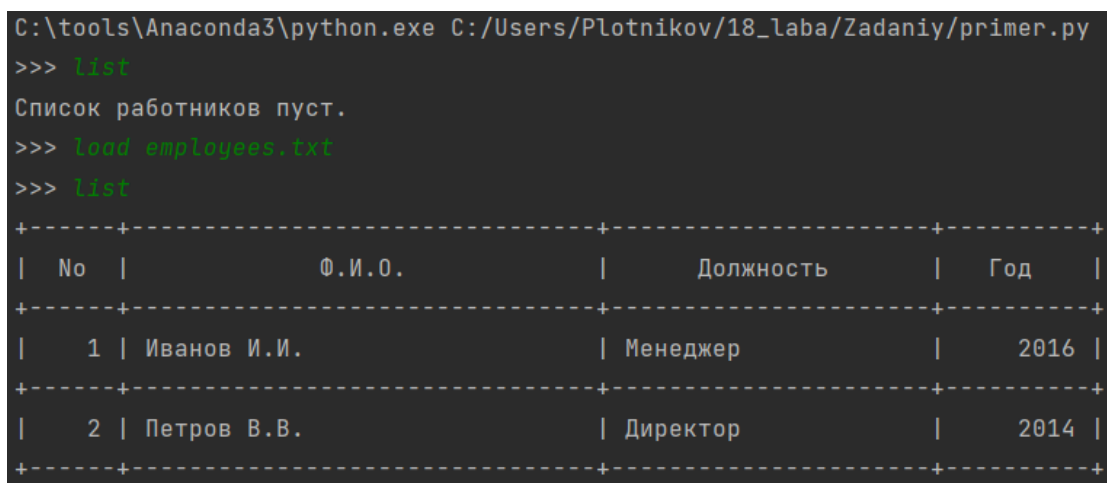 C:\tools\Anaconda3\python.exe C:/Users/Plotnikov/18_laba/Zadaniy/primer.py
>>> list
Список работников пуст.
>>> load employees.txt
>>> list
+------+--------------------------------+----------------------+----------+
|  No  |             Ф.И.О.             |      Должность       |   Год    |
+------+--------------------------------+----------------------+----------+
|    1 | Иванов И.И.                    | Менеджер             |     2016 |
+------+--------------------------------+----------------------+----------+
|    2 | Петров В.В.                    | Директор             |     2014 |
+------+--------------------------------+----------------------+----------+